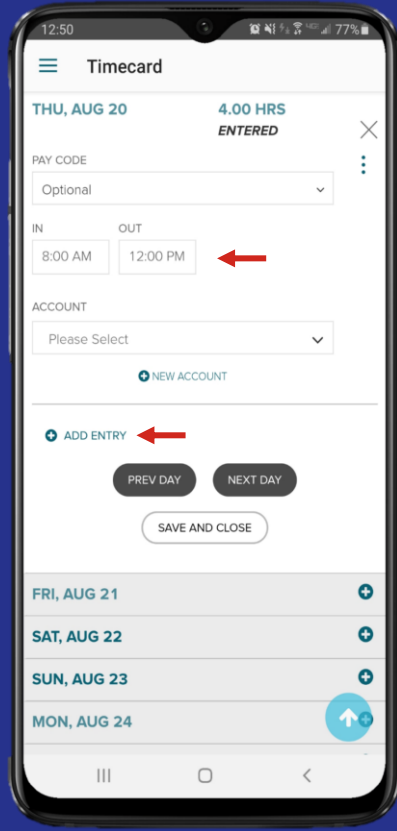 12:50
77%
Timecard
THU, AUG 20 4.00 HRS
ENTERED
PAY CODE
Optional
IN OUT
8:00 AM 12:00 PM
ACCOUNT
Please Select
NEW ACCOUNT
ADD ENTRY
PREV DAY NEXT DAY
SAVE AND CLOSE
FRI, AUG 21
SAT, AUG 22
SUN, AUG 23
MON, AUG 24